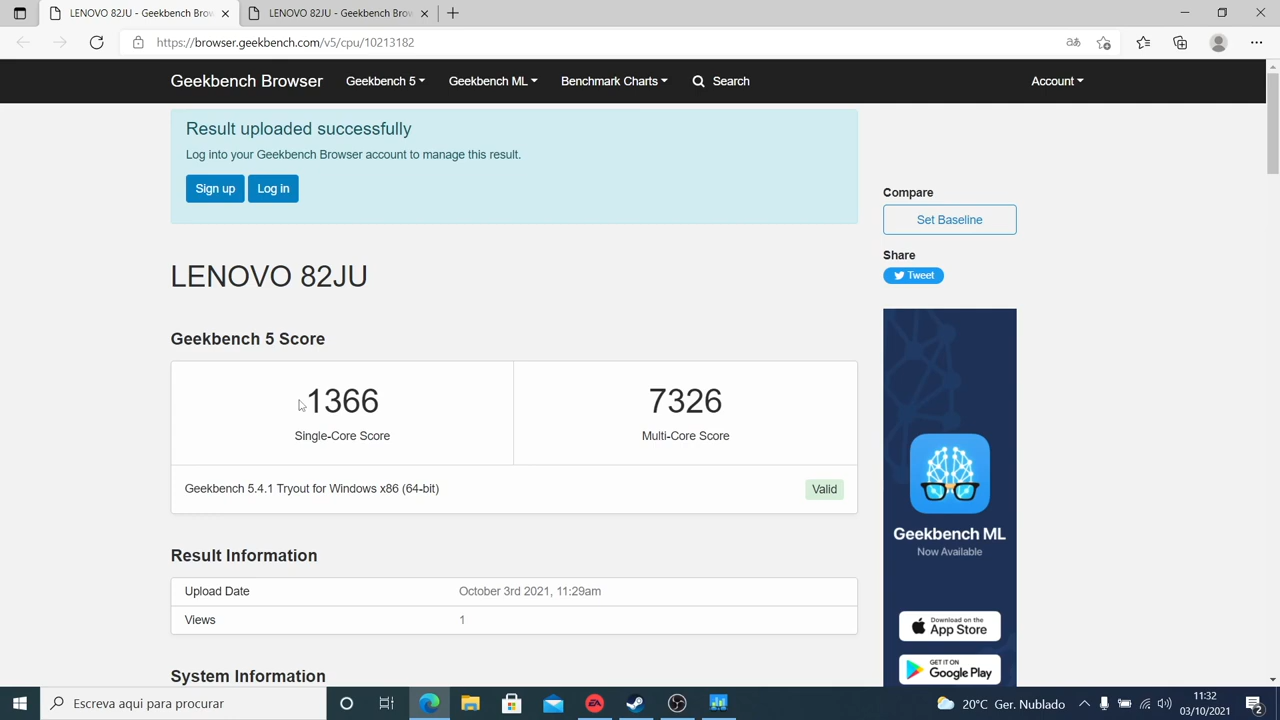 LENOVO 82JU - Geekbench Brow
LENOVO 82JU - Geekbench Brow
https://browser.geekbench.com/v5/cpu/10213182
Geekbench Browser
Geekbench 5
Geekbench ML
Benchmark Charts
Search
Account
Result uploaded successfully
Log into your Geekbench Browser account to manage this result.
Sign up
Log in
Compare
Set Baseline
Share
Tweet
LENOVO 82JU
Geekbench 5 Score
1366
7326
Single-Core Score
Multi-Core Score
Geekbench 5.4.1 Tryout for Windows x86 (64-bit)
Valid
Geekbench ML
Now Available
Download on the
App Store
GET IT ON
Google Play
Result Information
Upload Date
October 3rd 2021, 11:29am
Views
1
System Information
Escreva aqui para procurar
EA
20°C Ger. Nublado
11:32
03/10/2021
2